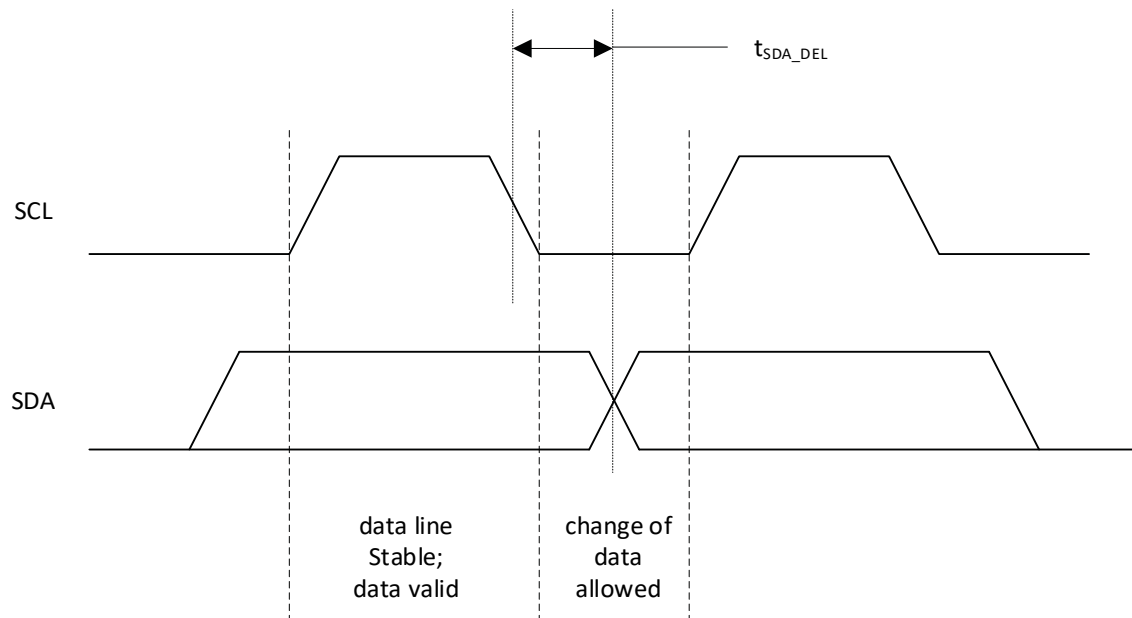 tSDA_DEL
SCL
SDA
data line
Stable;
data valid
change of
data
allowed